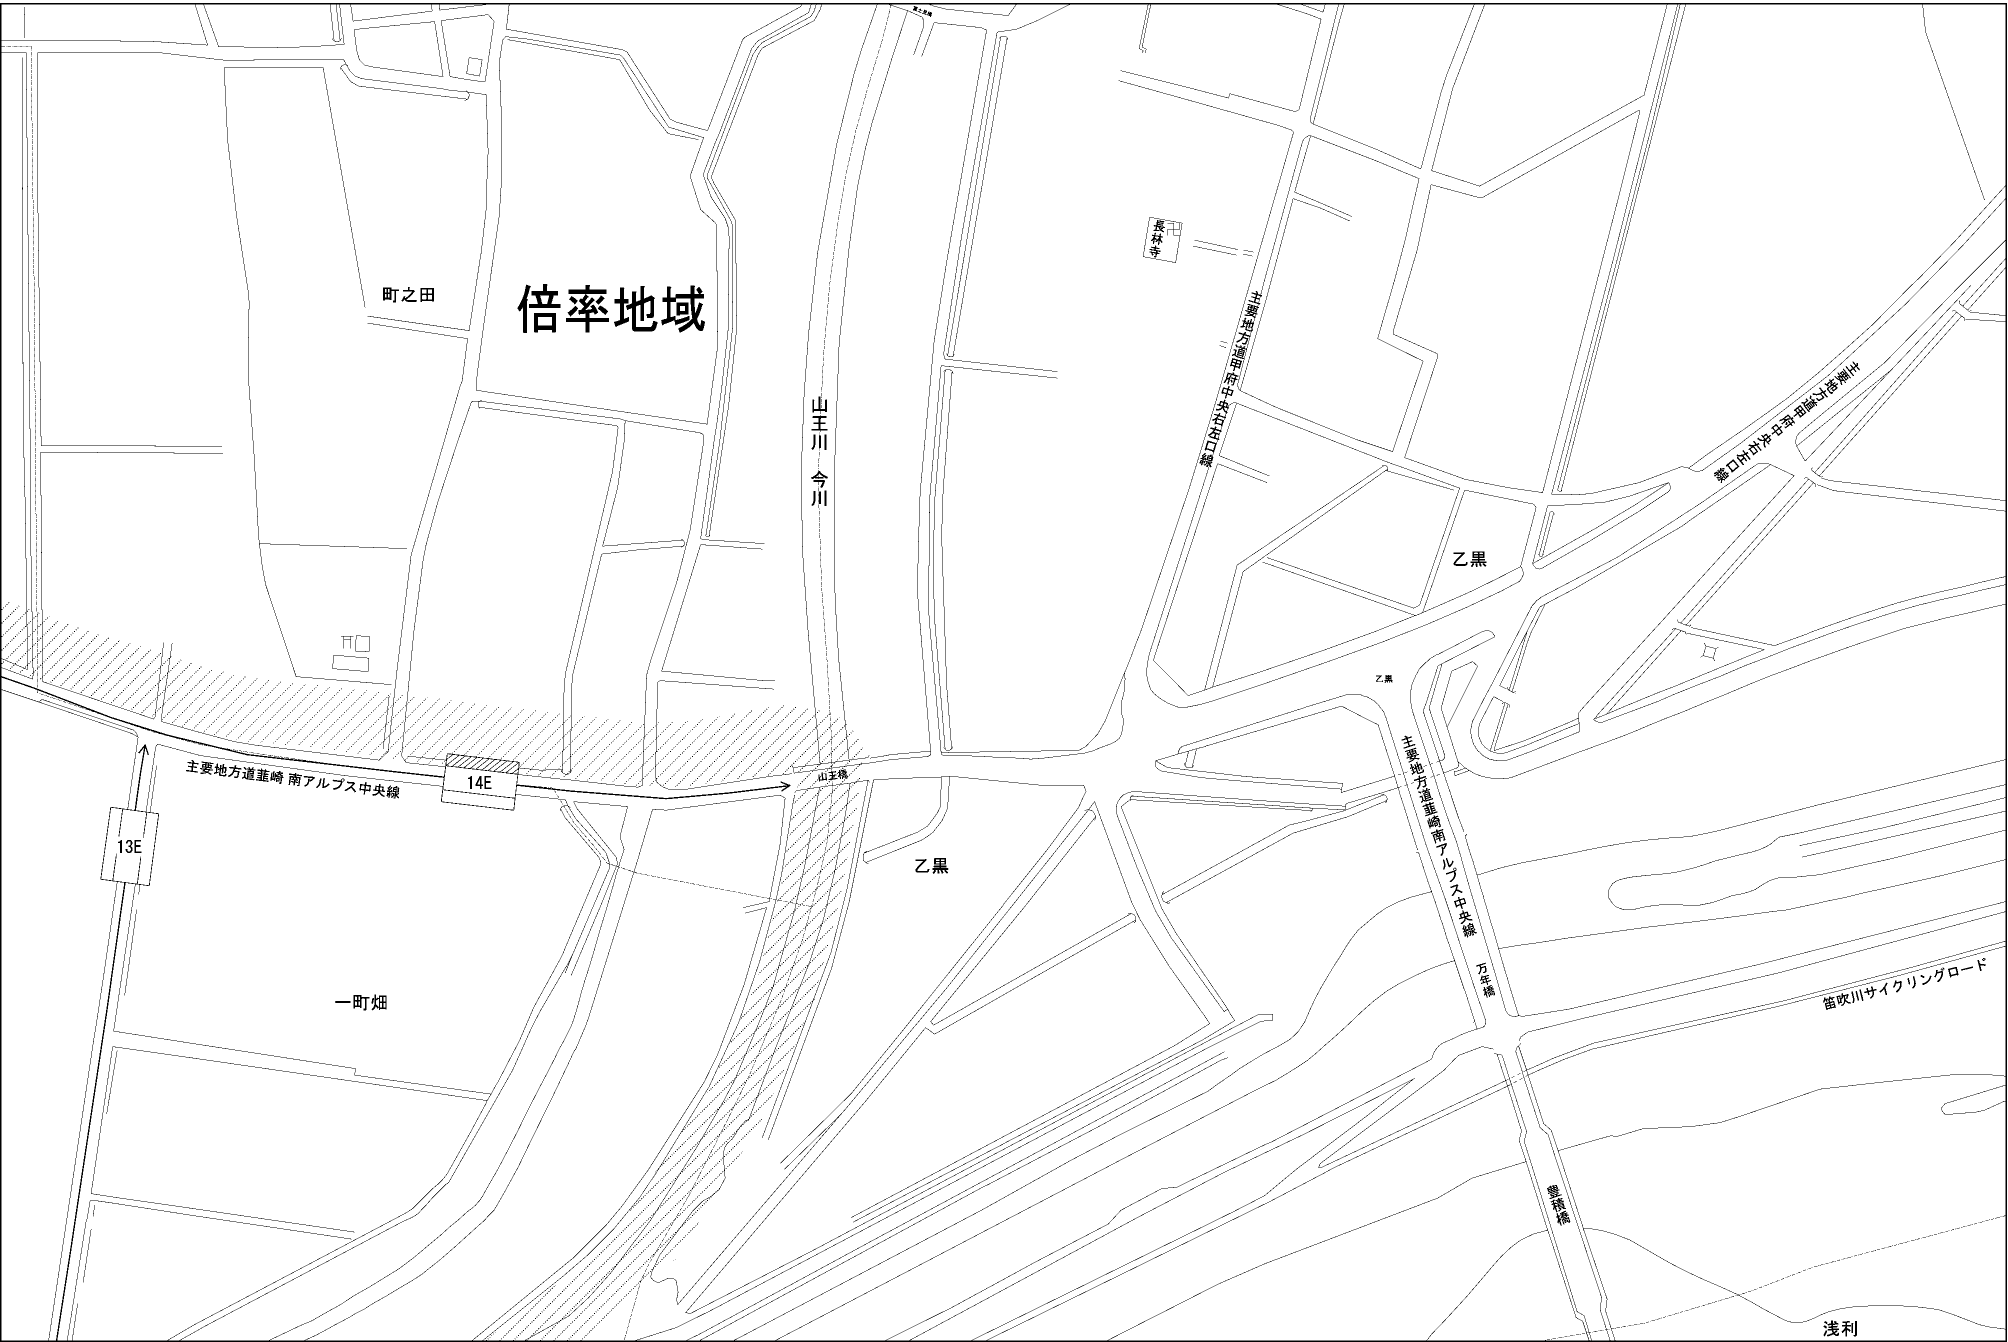 富士見橋
長林寺
町之田
倍率地域
主要地方道甲府中央右左口線
主要地方道甲府中央右左口線
山王川 今川
乙黒
乙黒
主要地方道韮崎南アルプス中央線
14E
山王橋
主要地方道韮崎南アルプス中央線
13E
乙黒
万年橋
笛吹川サイクリングロード
一町畑
豊積橋
浅利